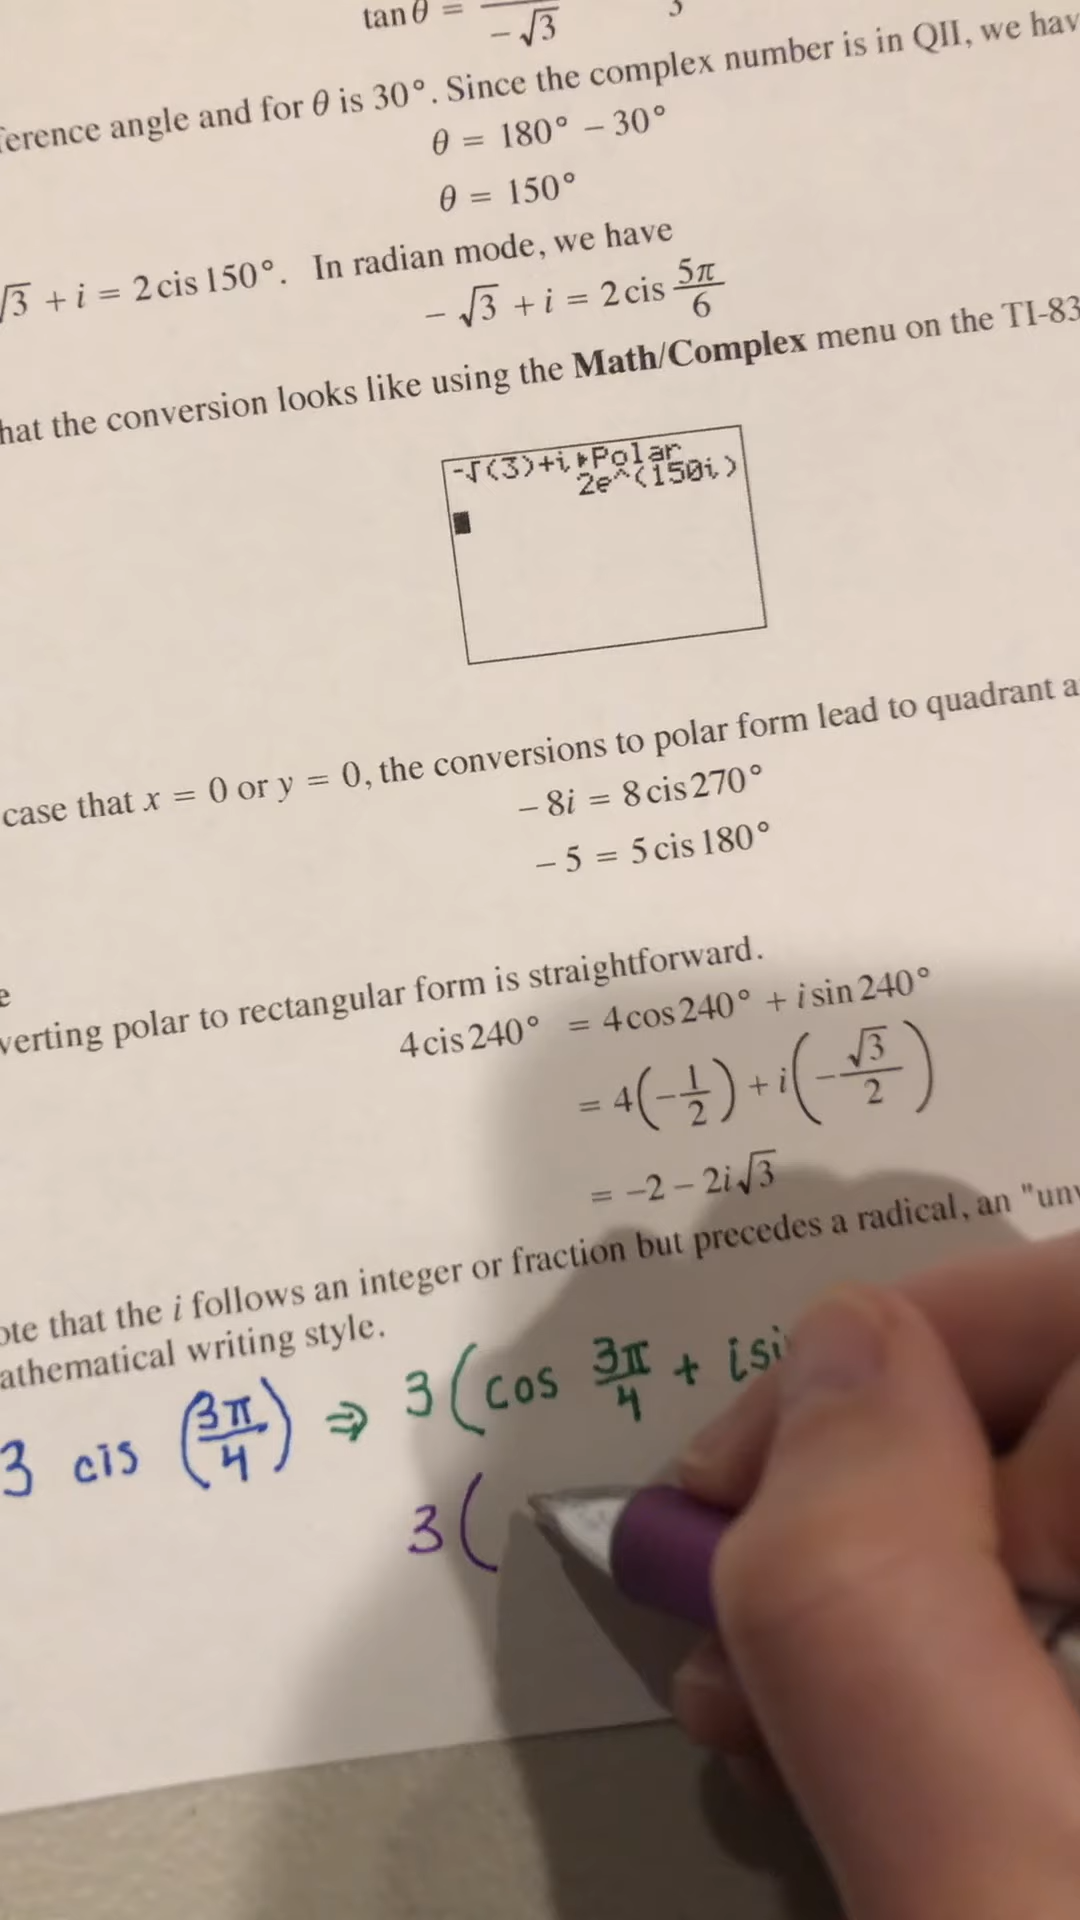 tan θ =
- √3
ference angle and for θ is 30°. Since the complex number is in QII, we hav
θ = 180° - 30°
θ = 150°
√3 + i = 2 cis 150°. In radian mode, we have
- √3 + i = 2 cis 5π/6
hat the conversion looks like using the Math/Complex menu on the TI-83
-√(3)+i▸Polar
2e^(150i)
case that x = 0 or y = 0, the conversions to polar form lead to quadrant a
- 8i = 8 cis 270°
- 5 = 5 cis 180°
e
verting polar to rectangular form is straightforward.
4 cis 240° = 4 cos 240° + i sin 240°
= 4(-1/2) + i(-√3/2)
= -2 - 2i√3
ote that the i follows an integer or fraction but precedes a radical, an "unw
athematical writing style.
3 cis (3π/4) ⇒ 3(cos 3π/4 + isi
3(